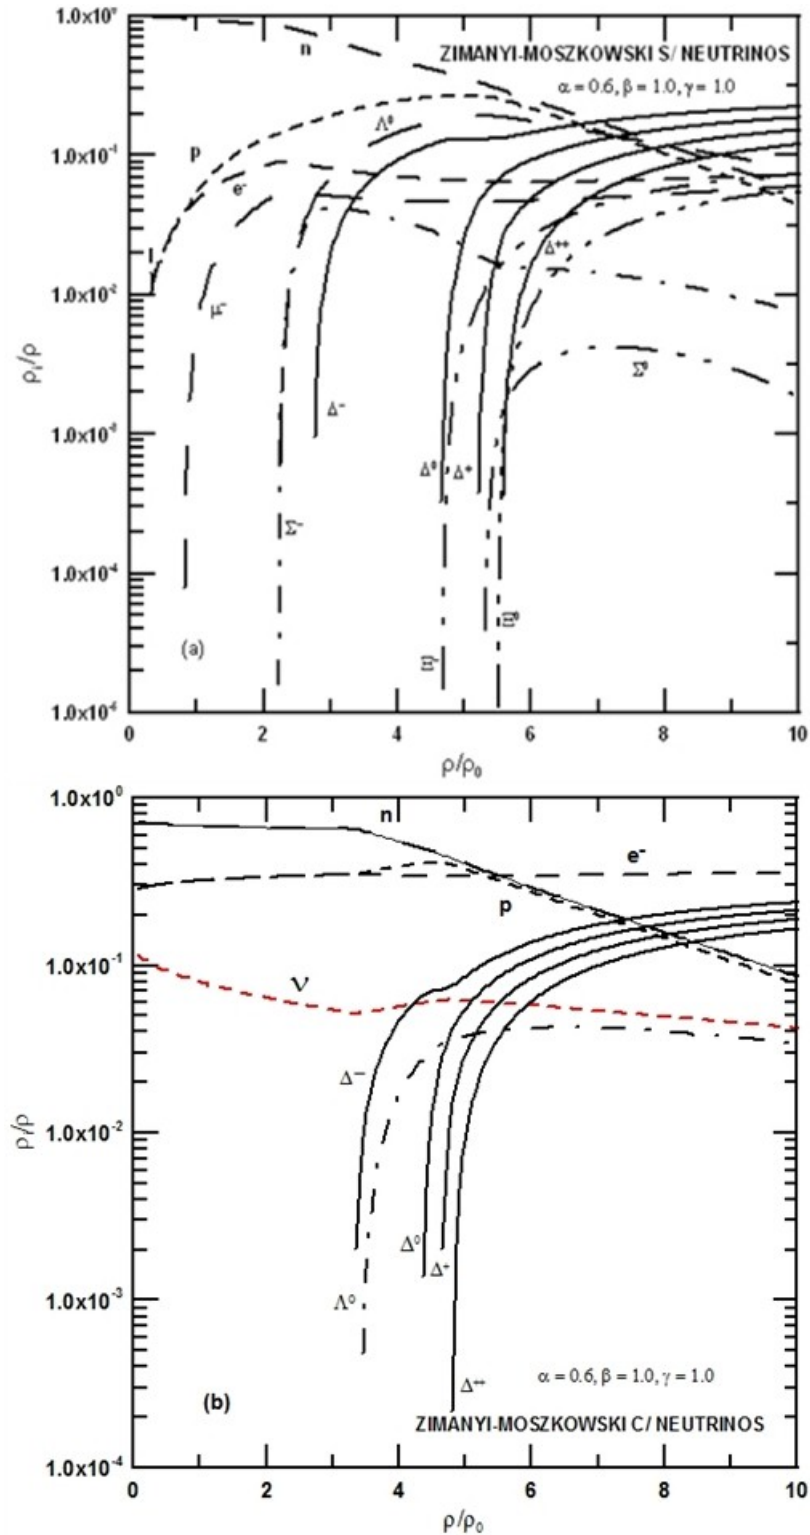 1.0x10⁰
n
ZIMANYI-MOSZKOWSKI S/ NEUTRINOS
α = 0.6, β = 1.0, γ = 1.0
Λ⁰
p
1.0x10⁻¹
e⁻
Δ⁺⁺
1.0x10⁻²
μ⁻
ρᵢ/ρ
Σ⁰
Δ⁻
1.0x10⁻³
Δ⁰
Δ⁺
Σ⁻
1.0x10⁻⁴
Ξ⁰
(a)
Ξ⁻
0
2
4
6
8
10
ρ/ρ₀
1.0x10⁰
n
e⁻
p
1.0x10⁻¹
ν
Δ⁻
1.0x10⁻²
Δ⁰
Δ⁺
Λ⁰
1.0x10⁻³
Δ⁺⁺
α = 0.6, β = 1.0, γ = 1.0
(b)
ZIMANYI-MOSZKOWSKI C/ NEUTRINOS
1.0x10⁻⁴
0
2
4
6
8
10
ρ/ρ₀